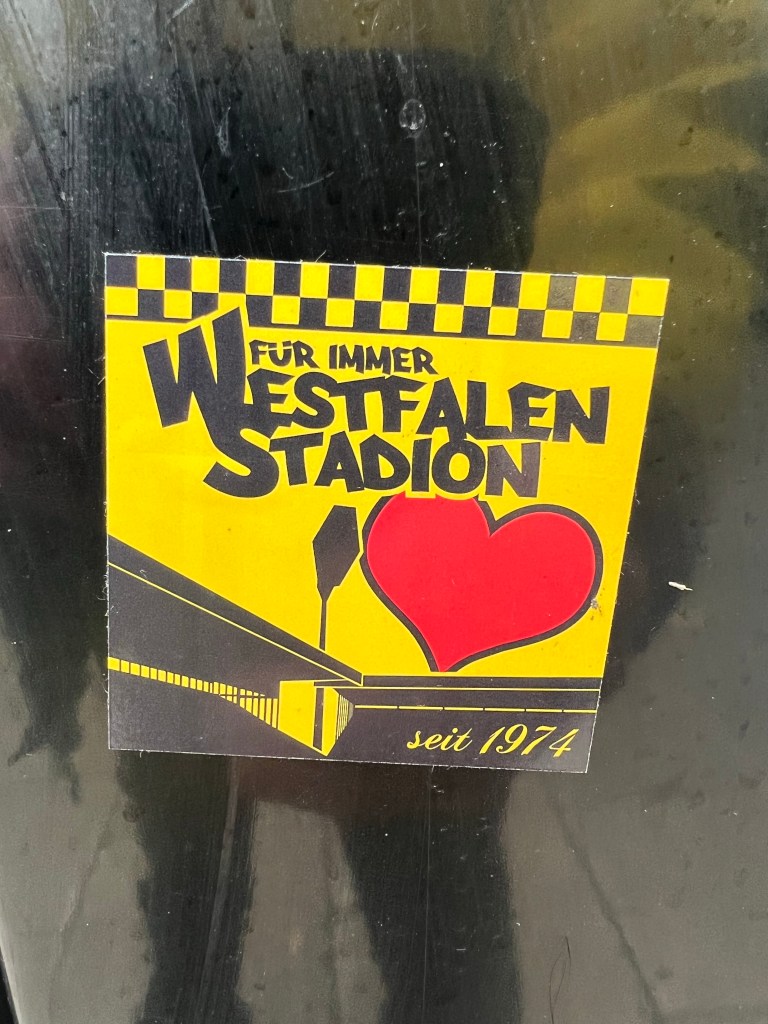 FÜR IMMER
WESTFALEN
STADION
seit 1974